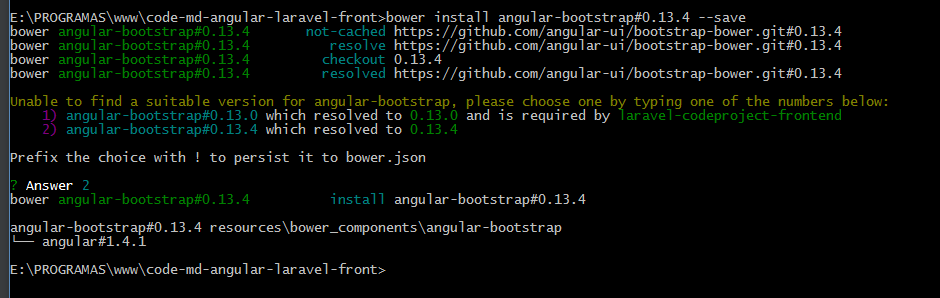 E:\PROGRAMAS\www\code-md-angular-laravel-front>bower install angular-bootstrap#0.13.4 --save
bower angular-bootstrap#0.13.4 not-cached https://github.com/angular-ui/bootstrap-bower.git#0.13.4
bower angular-bootstrap#0.13.4 resolve https://github.com/angular-ui/bootstrap-bower.git#0.13.4
bower angular-bootstrap#0.13.4 checkout 0.13.4
bower angular-bootstrap#0.13.4 resolved https://github.com/angular-ui/bootstrap-bower.git#0.13.4
Unable to find a suitable version for angular-bootstrap, please choose one by typing one of the numbers below:
1) angular-bootstrap#0.13.0 which resolved to 0.13.0 and is required by laravel-codeproject-frontend
2) angular-bootstrap#0.13.4 which resolved to 0.13.4
Prefix the choice with ! to persist it to bower.json
? Answer 2
bower angular-bootstrap#0.13.4 install angular-bootstrap#0.13.4
angular-bootstrap#0.13.4 resources\bower_components\angular-bootstrap
└── angular#1.4.1
E:\PROGRAMAS\www\code-md-angular-laravel-front>